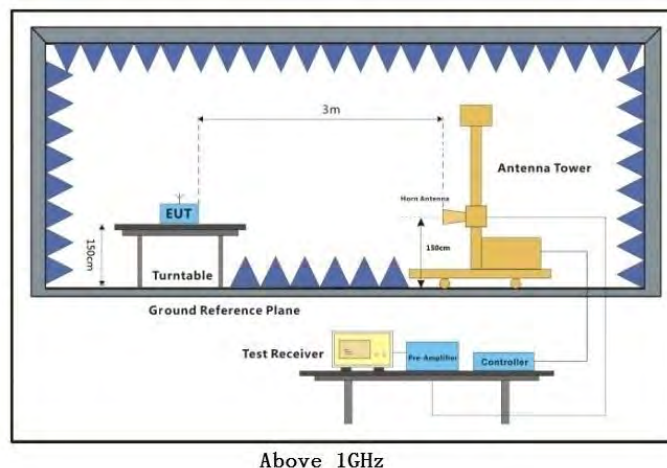 3m
Antenna Tower
Horn Antenna
EUT
150cm
150cm
Turntable
Ground Reference Plane
Test Receiver
Pre-Amplifier
Controller
Above 1GHz